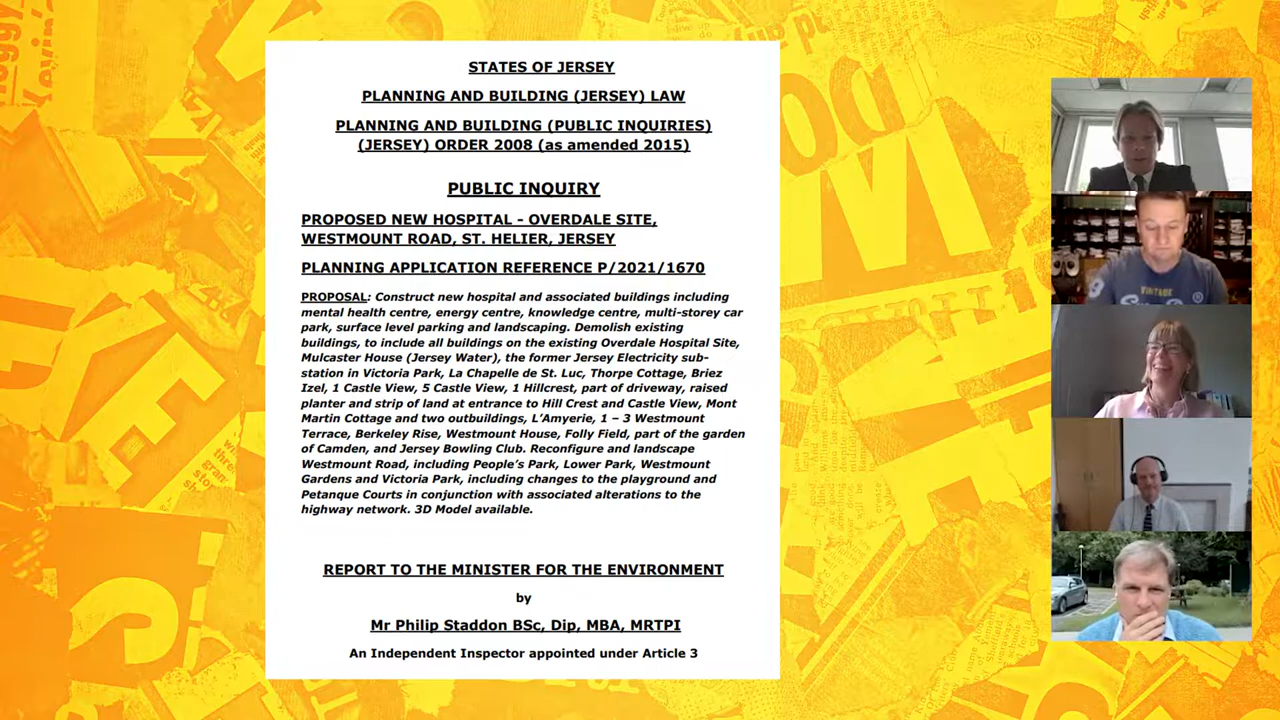 STATES OF JERSEY
PLANNING AND BUILDING (JERSEY) LAW
PLANNING AND BUILDING (PUBLIC INQUIRIES)
(JERSEY) ORDER 2008 (as amended 2015)
PUBLIC INQUIRY
PROPOSED NEW HOSPITAL - OVERDALE SITE,
WESTMOUNT ROAD, ST. HELIER, JERSEY
PLANNING APPLICATION REFERENCE P/2021/1670
PROPOSAL: Construct new hospital and associated buildings including
mental health centre, energy centre, knowledge centre, multi-storey car
park, surface level parking and landscaping. Demolish existing
buildings, to include all buildings on the existing Overdale Hospital Site,
Mulcaster House (Jersey Water), the former Jersey Electricity sub-
station in Victoria Park, La Chapelle de St. Luc, Thorpe Cottage, Briez
Izel, 1 Castle View, 5 Castle View, 1 Hillcrest, part of driveway, raised
planter and strip of land at entrance to Hill Crest and Castle View, Mont
Martin Cottage and two outbuildings, L’Amyerie, 1 – 3 Westmount
Terrace, Berkeley Rise, Westmount House, Folly Field, part of the garden
of Camden, and Jersey Bowling Club. Reconfigure and landscape
Westmount Road, including People’s Park, Lower Park, Westmount
Gardens and Victoria Park, including changes to the playground and
Petanque Courts in conjunction with associated alterations to the
highway network. 3D Model available.
REPORT TO THE MINISTER FOR THE ENVIRONMENT
by
Mr Philip Staddon BSc, Dip, MBA, MRTPI
An Independent Inspector appointed under Article 3
VINTAGE